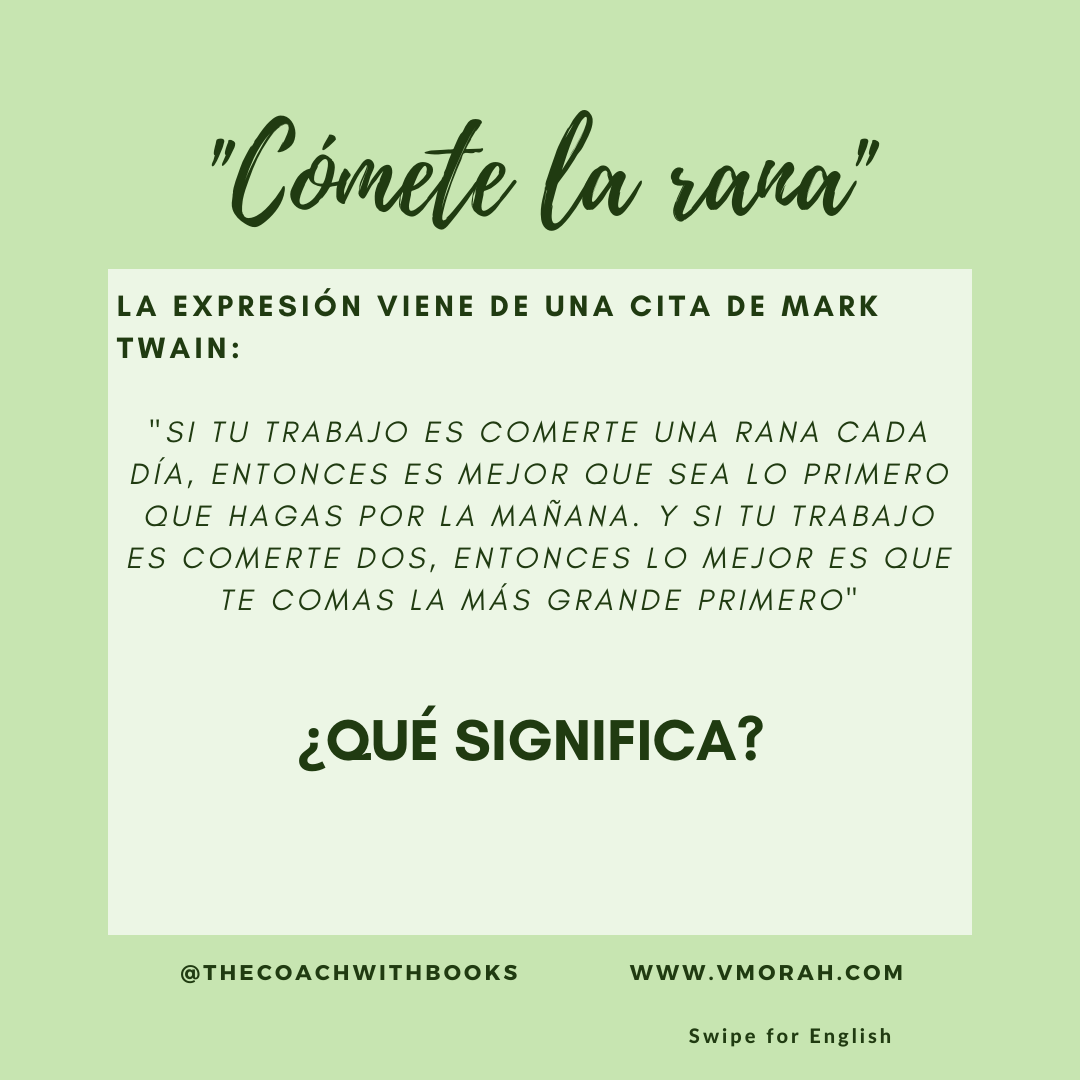 "Cómete la rana"
LA EXPRESIÓN VIENE DE UNA CITA DE MARK
TWAIN:
"SI TU TRABAJO ES COMERTE UNA RANA CADA
DÍA, ENTONCES ES MEJOR QUE SEA LO PRIMERO
QUE HAGAS POR LA MAÑANA. Y SI TU TRABAJO
ES COMERTE DOS, ENTONCES LO MEJOR ES QUE
TE COMAS LA MÁS GRANDE PRIMERO"
¿QUÉ SIGNIFICA?
@THECOACHWITHBOOKS WWW.VMORAH.COM
Swipe for English